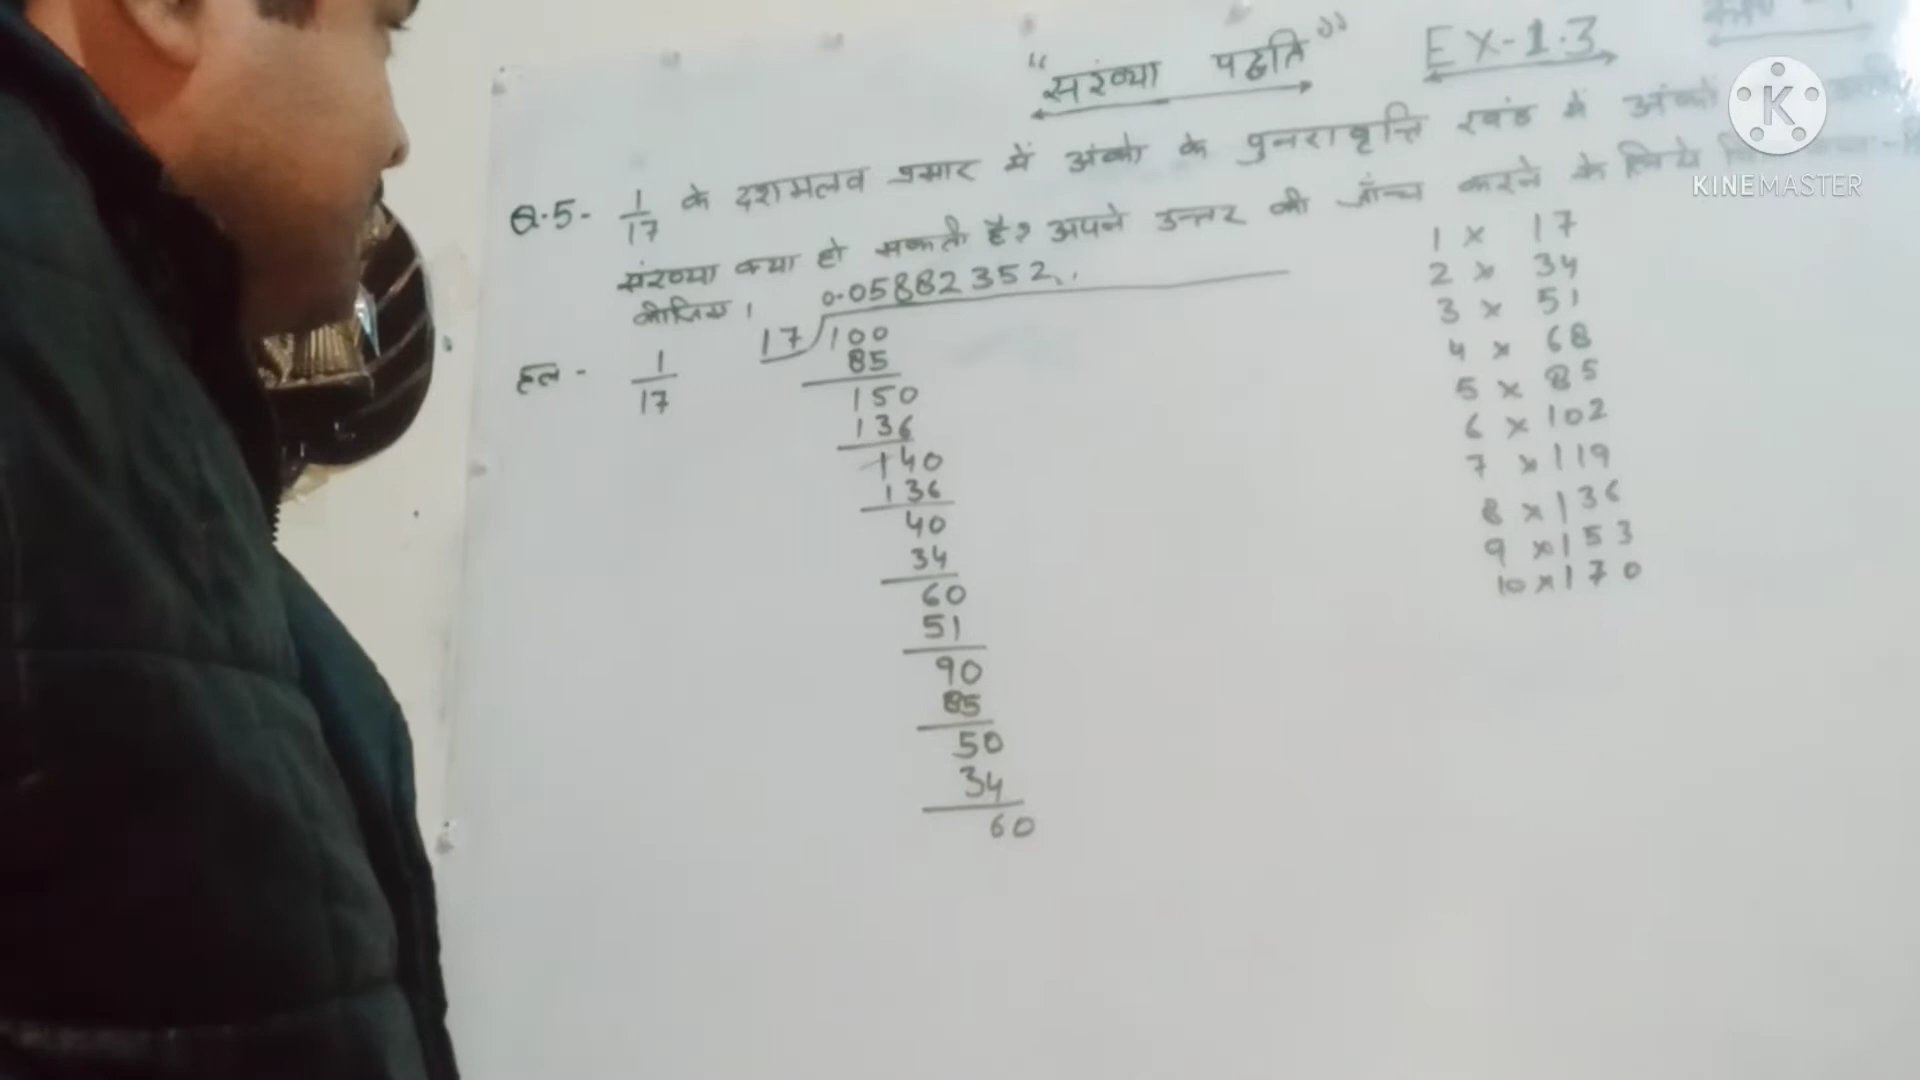 "संख्या पद्धति" EX-1.3
K
KINEMASTER
Q.5- 1/17 के दशमलव प्रसार में अंको के पुनरावृत्ति खंड में अंको
संख्या क्या हो सकती है? अपने उत्तर की जाँच करने के लिये
कीजिए।
0.05882352..
हल- 1/17
17 100
85
150
136
140
136
40
34
60
51
90
85
50
34
60
1 x 17
2 x 34
3 x 51
4 x 68
5 x 85
6 x 102
7 x 119
8 x 136
9 x 153
10 x 170